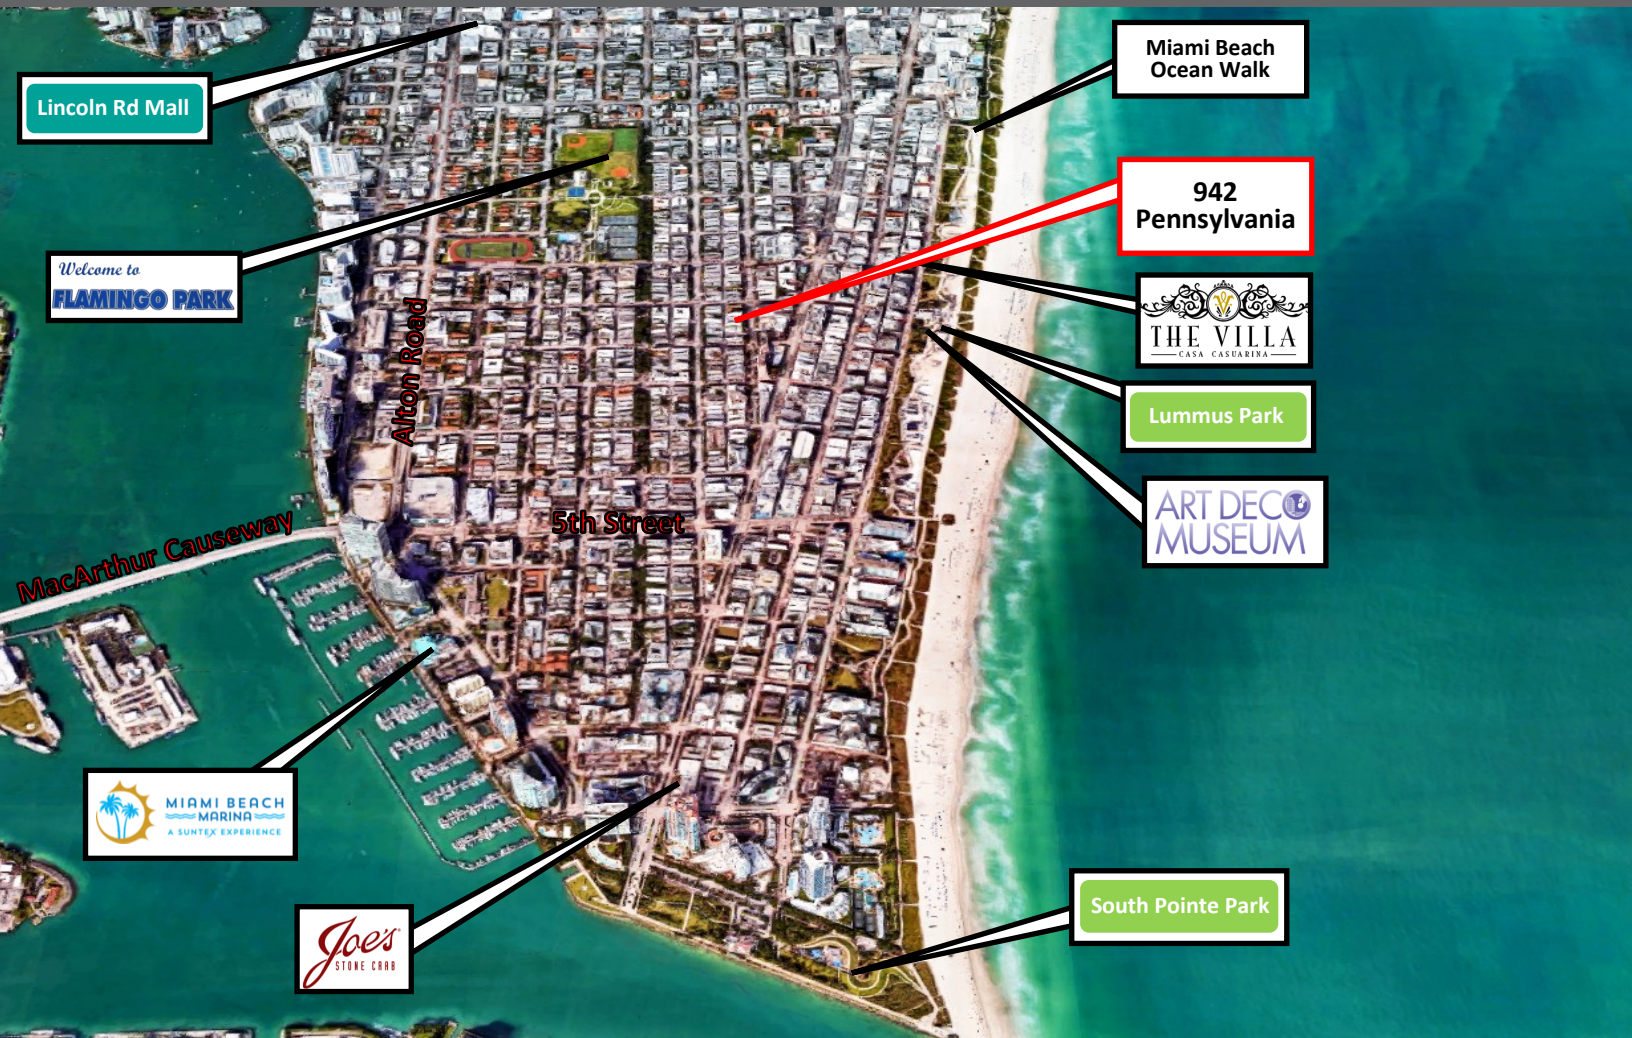 Miami Beach
Ocean Walk
Lincoln Rd Mall
942
Pennsylvania
Welcome to
FLAMINGO PARK
THE VILLA
CASA CASUARINA
Alton Road
Lummus Park
ART DECO
MUSEUM
5th Street
MacArthur Causeway
MIAMI BEACH
MARINA
A SUNTEX EXPERIENCE
South Pointe Park
Joe's
STONE CRAB